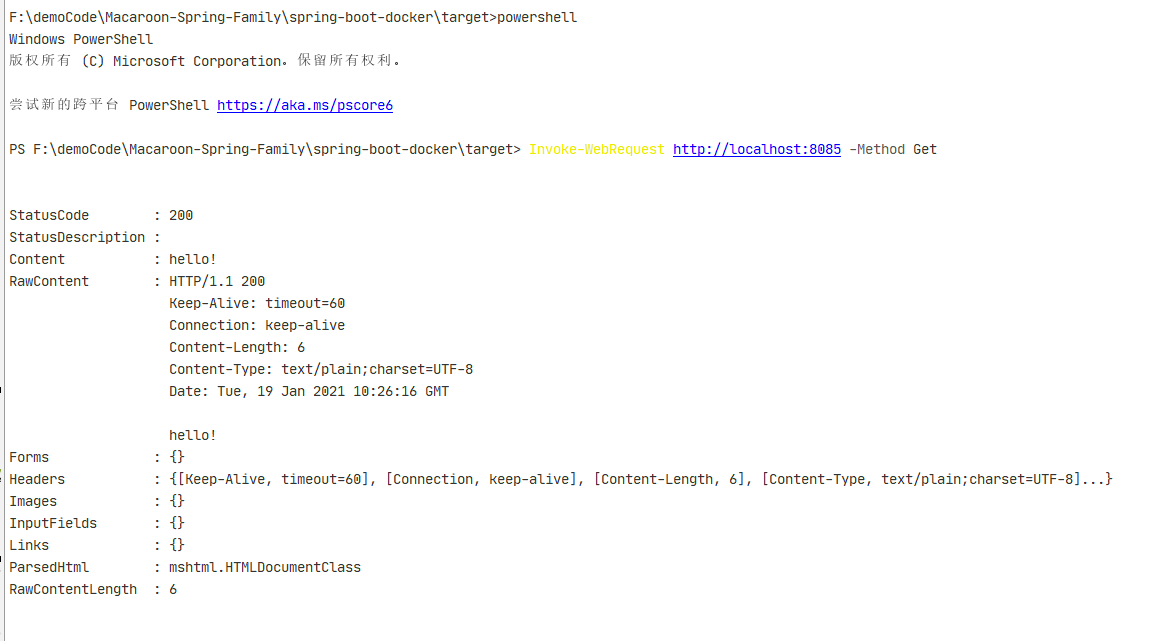 F:\demoCode\Macaroon-Spring-Family\spring-boot-docker\target>powershell
Windows PowerShell
版权所有 (C) Microsoft Corporation。保留所有权利。
尝试新的跨平台 PowerShell https://aka.ms/pscore6
PS F:\demoCode\Macaroon-Spring-Family\spring-boot-docker\target> Invoke-WebRequest http://localhost:8085 -Method Get
StatusCode        : 200
StatusDescription :
Content           : hello!
RawContent        : HTTP/1.1 200
                    Keep-Alive: timeout=60
                    Connection: keep-alive
                    Content-Length: 6
                    Content-Type: text/plain;charset=UTF-8
                    Date: Tue, 19 Jan 2021 10:26:16 GMT
                    hello!
Forms             : {}
Headers           : {[Keep-Alive, timeout=60], [Connection, keep-alive], [Content-Length, 6], [Content-Type, text/plain;charset=UTF-8]...}
Images            : {}
InputFields       : {}
Links             : {}
ParsedHtml        : mshtml.HTMLDocumentClass
RawContentLength  : 6